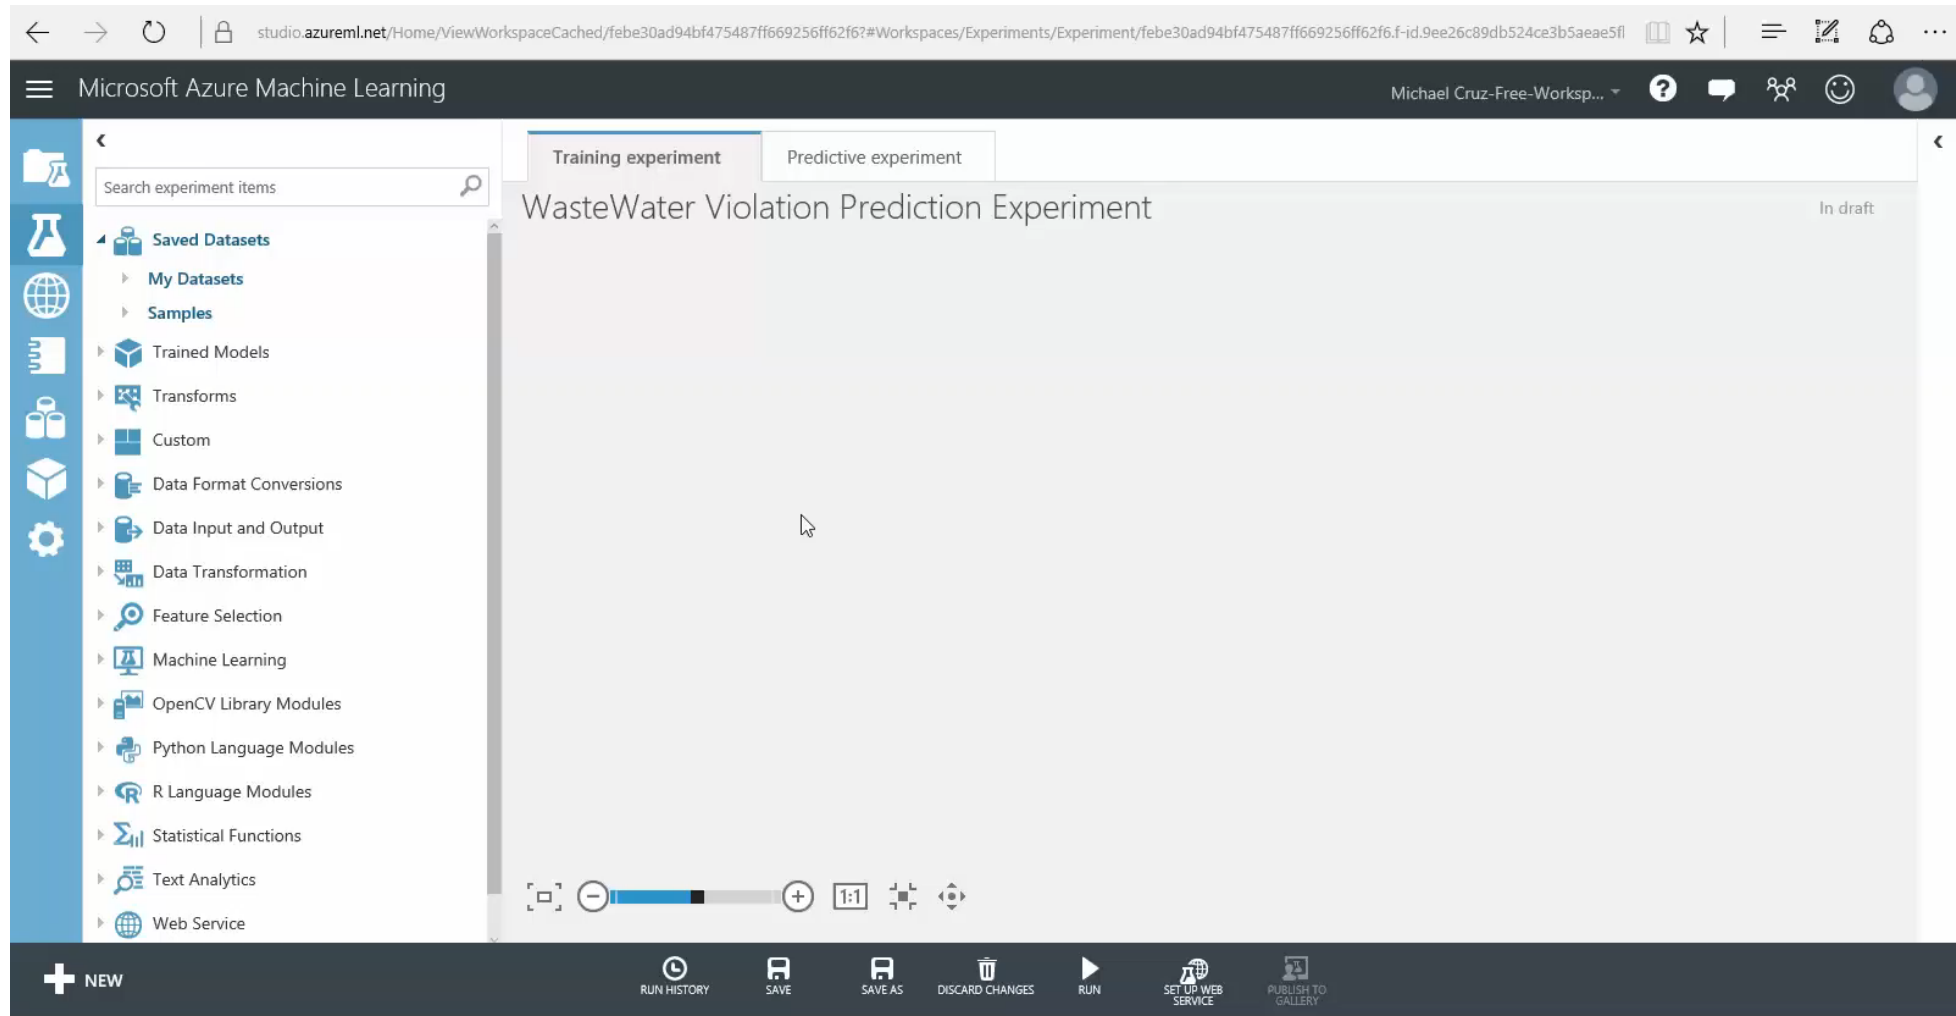 studio.azureml.net/Home/ViewWorkspaceCached/febe30ad94bf475487ff669256ff62f6?#Workspaces/Experiments/Experiment/febe30ad94bf475487ff669256ff62f6.f-id.9ee26c89db524ce3b5aeae5fl
Microsoft Azure Machine Learning
Michael Cruz-Free-Worksp...
Training experiment
Predictive experiment
Search experiment items
WasteWater Violation Prediction Experiment
In draft
Saved Datasets
My Datasets
Samples
Trained Models
Transforms
Custom
Data Format Conversions
Data Input and Output
Data Transformation
Feature Selection
Machine Learning
OpenCV Library Modules
Python Language Modules
R Language Modules
Statistical Functions
Text Analytics
Web Service
1:1
NEW
RUN HISTORY
SAVE
SAVE AS
DISCARD CHANGES
RUN
SET UP WEB
SERVICE
PUBLISH TO
GALLERY